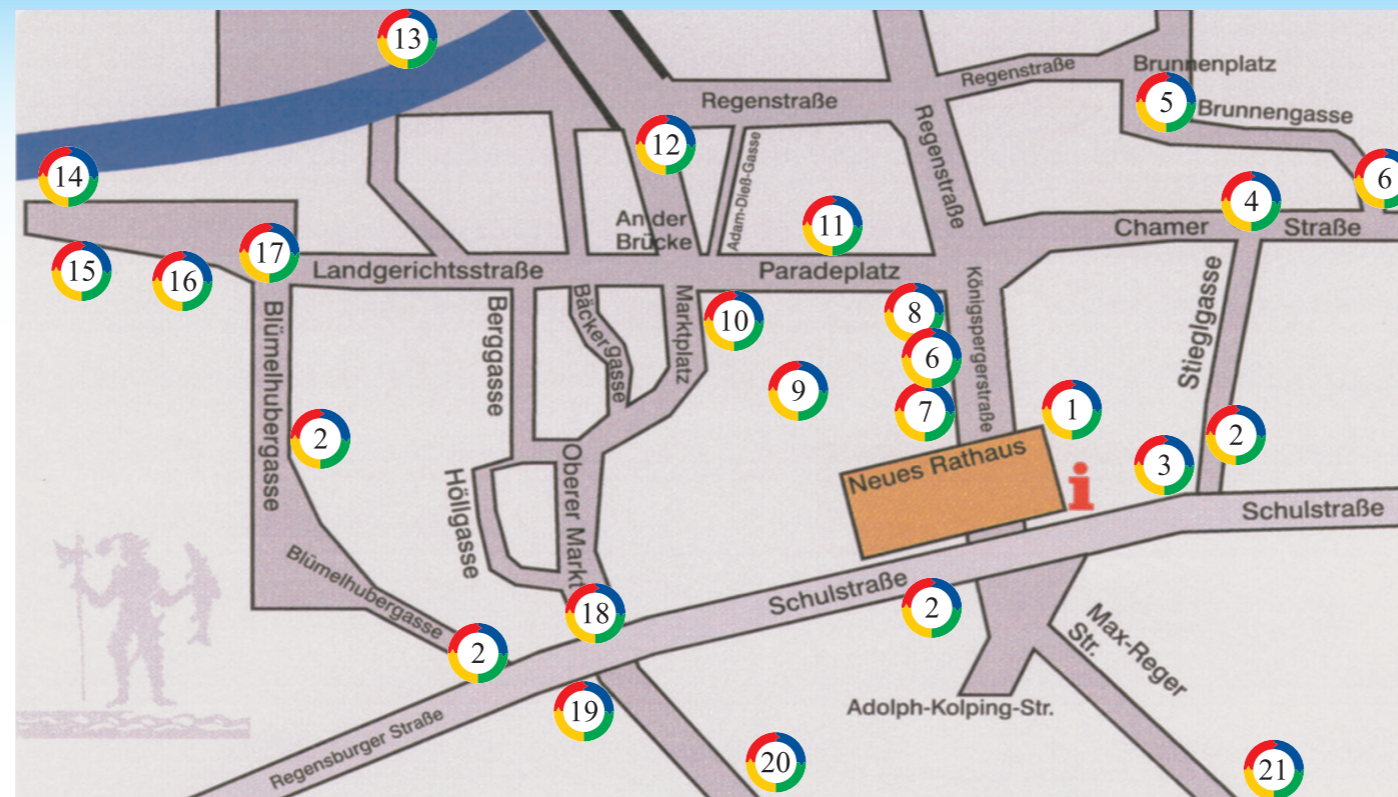 13
Regenstraße
Brunnenplatz
Regenstraße
5
Brunnengasse
12
Adam-Dieß-Gasse
Regenstraße
14
6
4
An der
Brücke
11
Chamer
Straße
17
15
16
Landgerichtsstraße
Paradeplatz
Blümelhubergasse
Berggasse
Bäckergasse
Marktplatz
10
8
Königspergerstraße
Stieglgasse
6
9
7
1
2
2
3
Neues Rathaus
i
Höllgasse
Oberer Markt
Schulstraße
Blümelhubergasse
Schulstraße
18
2
2
Max-Reger
Str.
19
Adolph-Kolping-Str.
Regensburger Straße
20
21